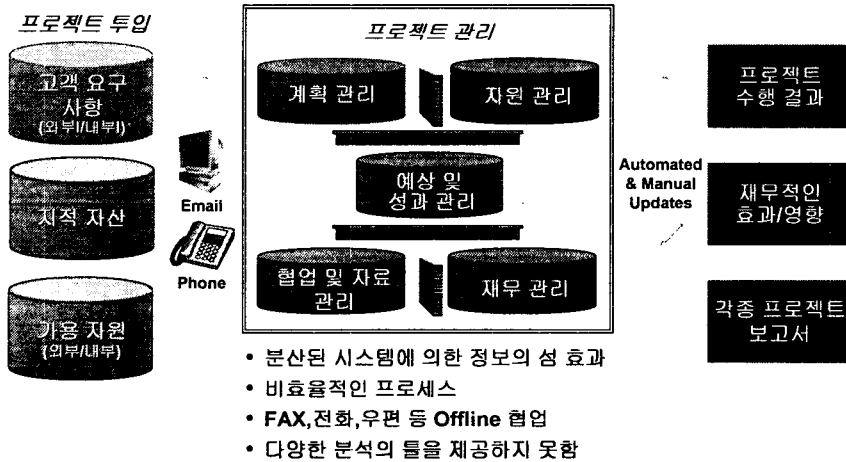 프로젝트 투입
고객 요구
사항
(외부/내부)
지적 자산
가용 자원
(외부/내부)
Email
Phone
프로젝트 관리
계획 관리
자원 관리
예상 및
성과 관리
협업 및 자료
관리
재무 관리
Automated
& Manual
Updates
프로젝트
수행 결과
재무적인
효과/영향
각종 프로젝트
보고서
• 분산된 시스템에 의한 정보의 섬 효과
• 비효율적인 프로세스
• FAX,전화,우편 등 Offline 협업
• 다양한 분석의 틀을 제공하지 못함